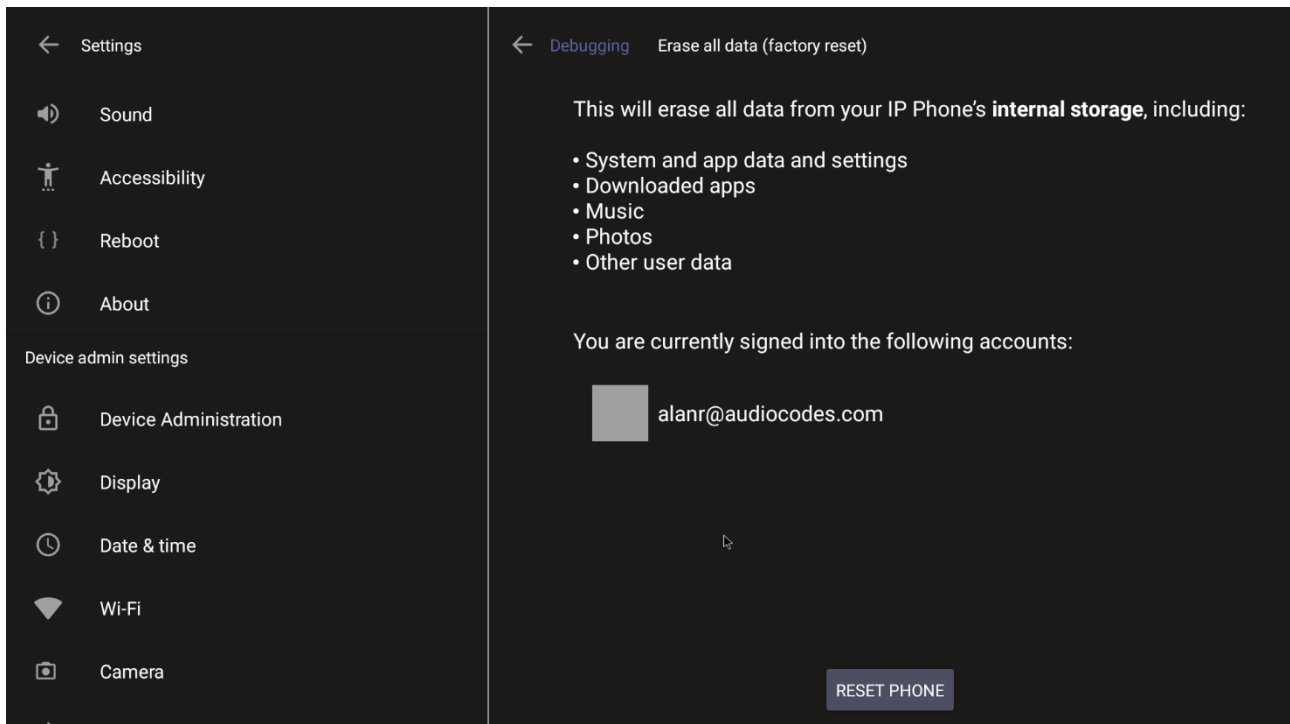 Settings
Sound
Accessibility
{ } Reboot
About
Device admin settings
Device Administration
Display
Date & time
Wi-Fi
Camera
Debugging Erase all data (factory reset)
This will erase all data from your IP Phone's internal storage, including:
• System and app data and settings
• Downloaded apps
• Music
• Photos
• Other user data
You are currently signed into the following accounts:
alanr@audiocodes.com
RESET PHONE